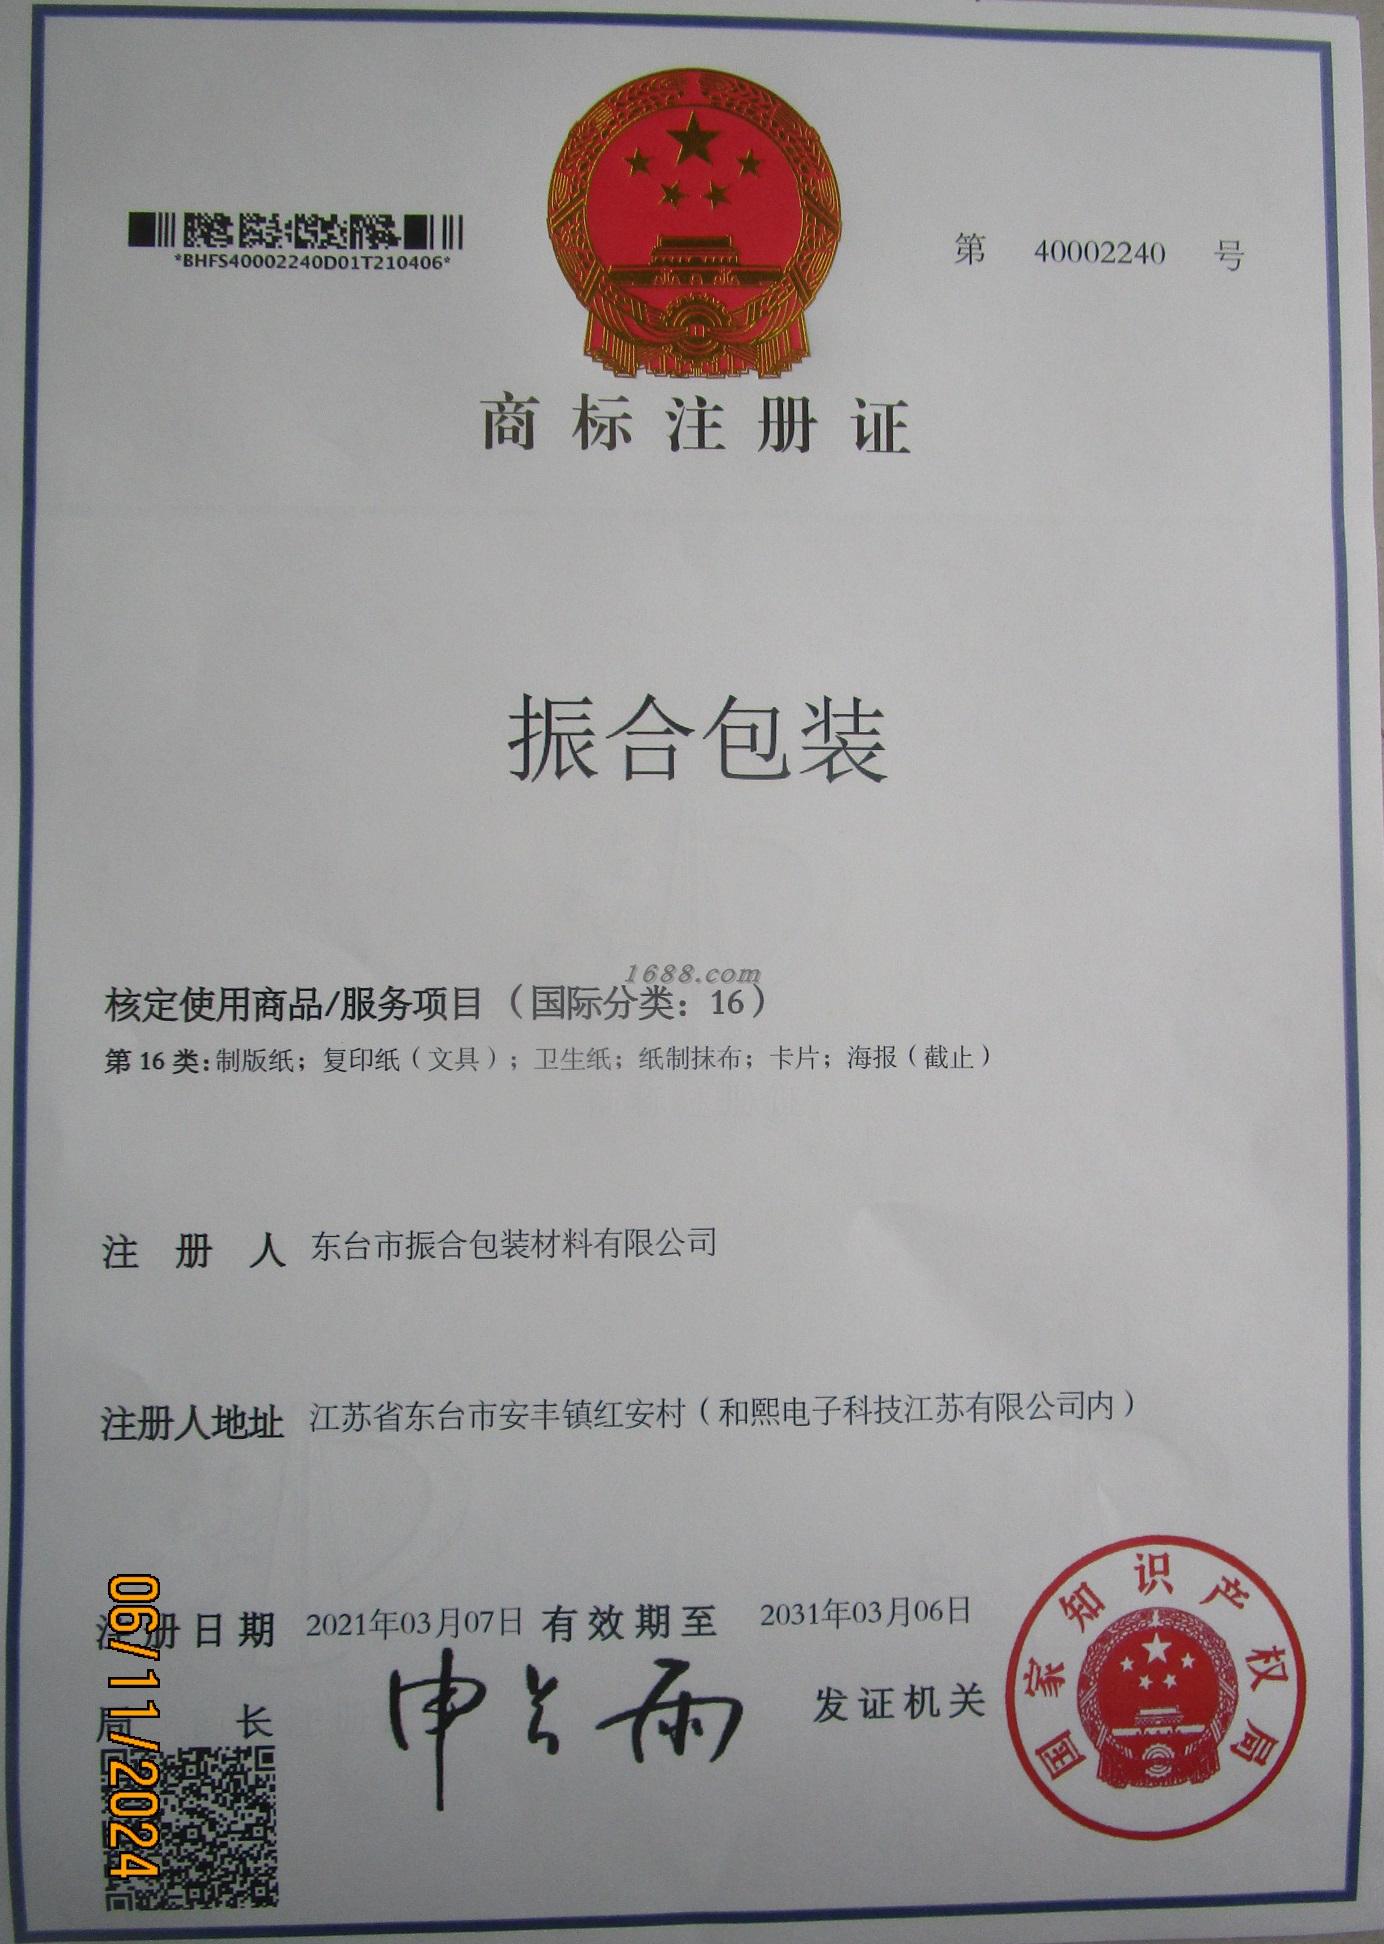 *BHFS40002240D01T210406*
第 40002240 号
商标注册证
振合包装
1688.com
核定使用商品/服务项目（国际分类：16）
第16类：制版纸；复印纸（文具）；卫生纸；纸制抹布；卡片；海报（截止）
注册人 东台市振合包装材料有限公司
注册人地址 江苏省东台市安丰镇红安村（和熙电子科技江苏有限公司内）
注册日期 2021年03月07日 有效期至 2031年03月06日
局长 申长雨 发证机关
国家知识产权局
06/11/2024